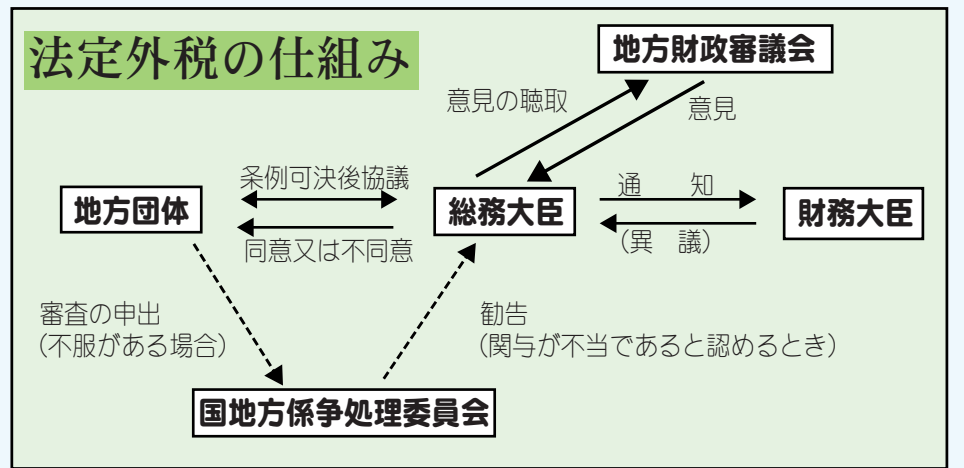 法定外税の仕組み
地方財政審議会
意見の聴取
意見
条例可決後協議
通　知
地方団体
総務大臣
財務大臣
同意又は不同意
(異　議)
審査の申出
(不服がある場合)
勧告
(関与が不当であると認めるとき)
国地方係争処理委員会